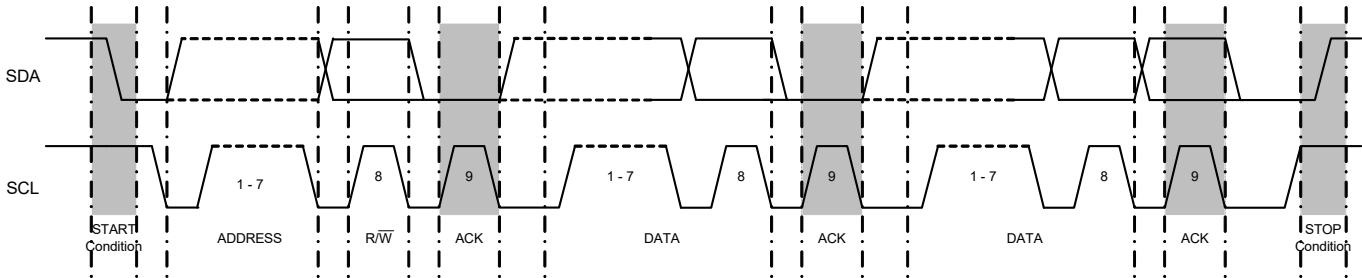 SDA
SCL
1 - 7
8
9
1 - 7
8
9
1 - 7
8
9
START
Condition
ADDRESS
R/W̅
ACK
DATA
ACK
DATA
ACK
STOP
Condition